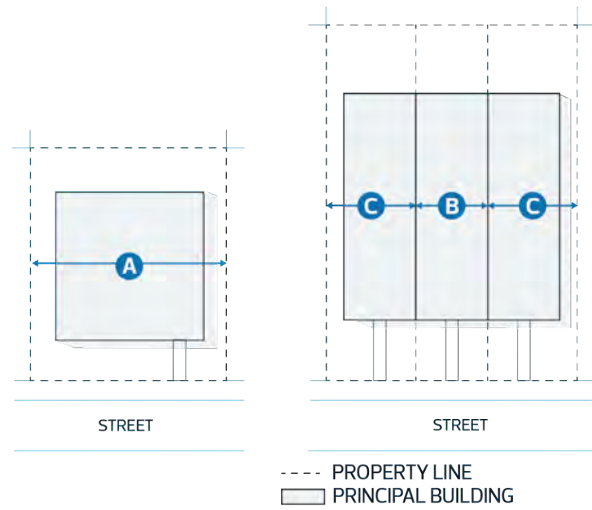 A
C
B
C
STREET
STREET
PROPERTY LINE
PRINCIPAL BUILDING